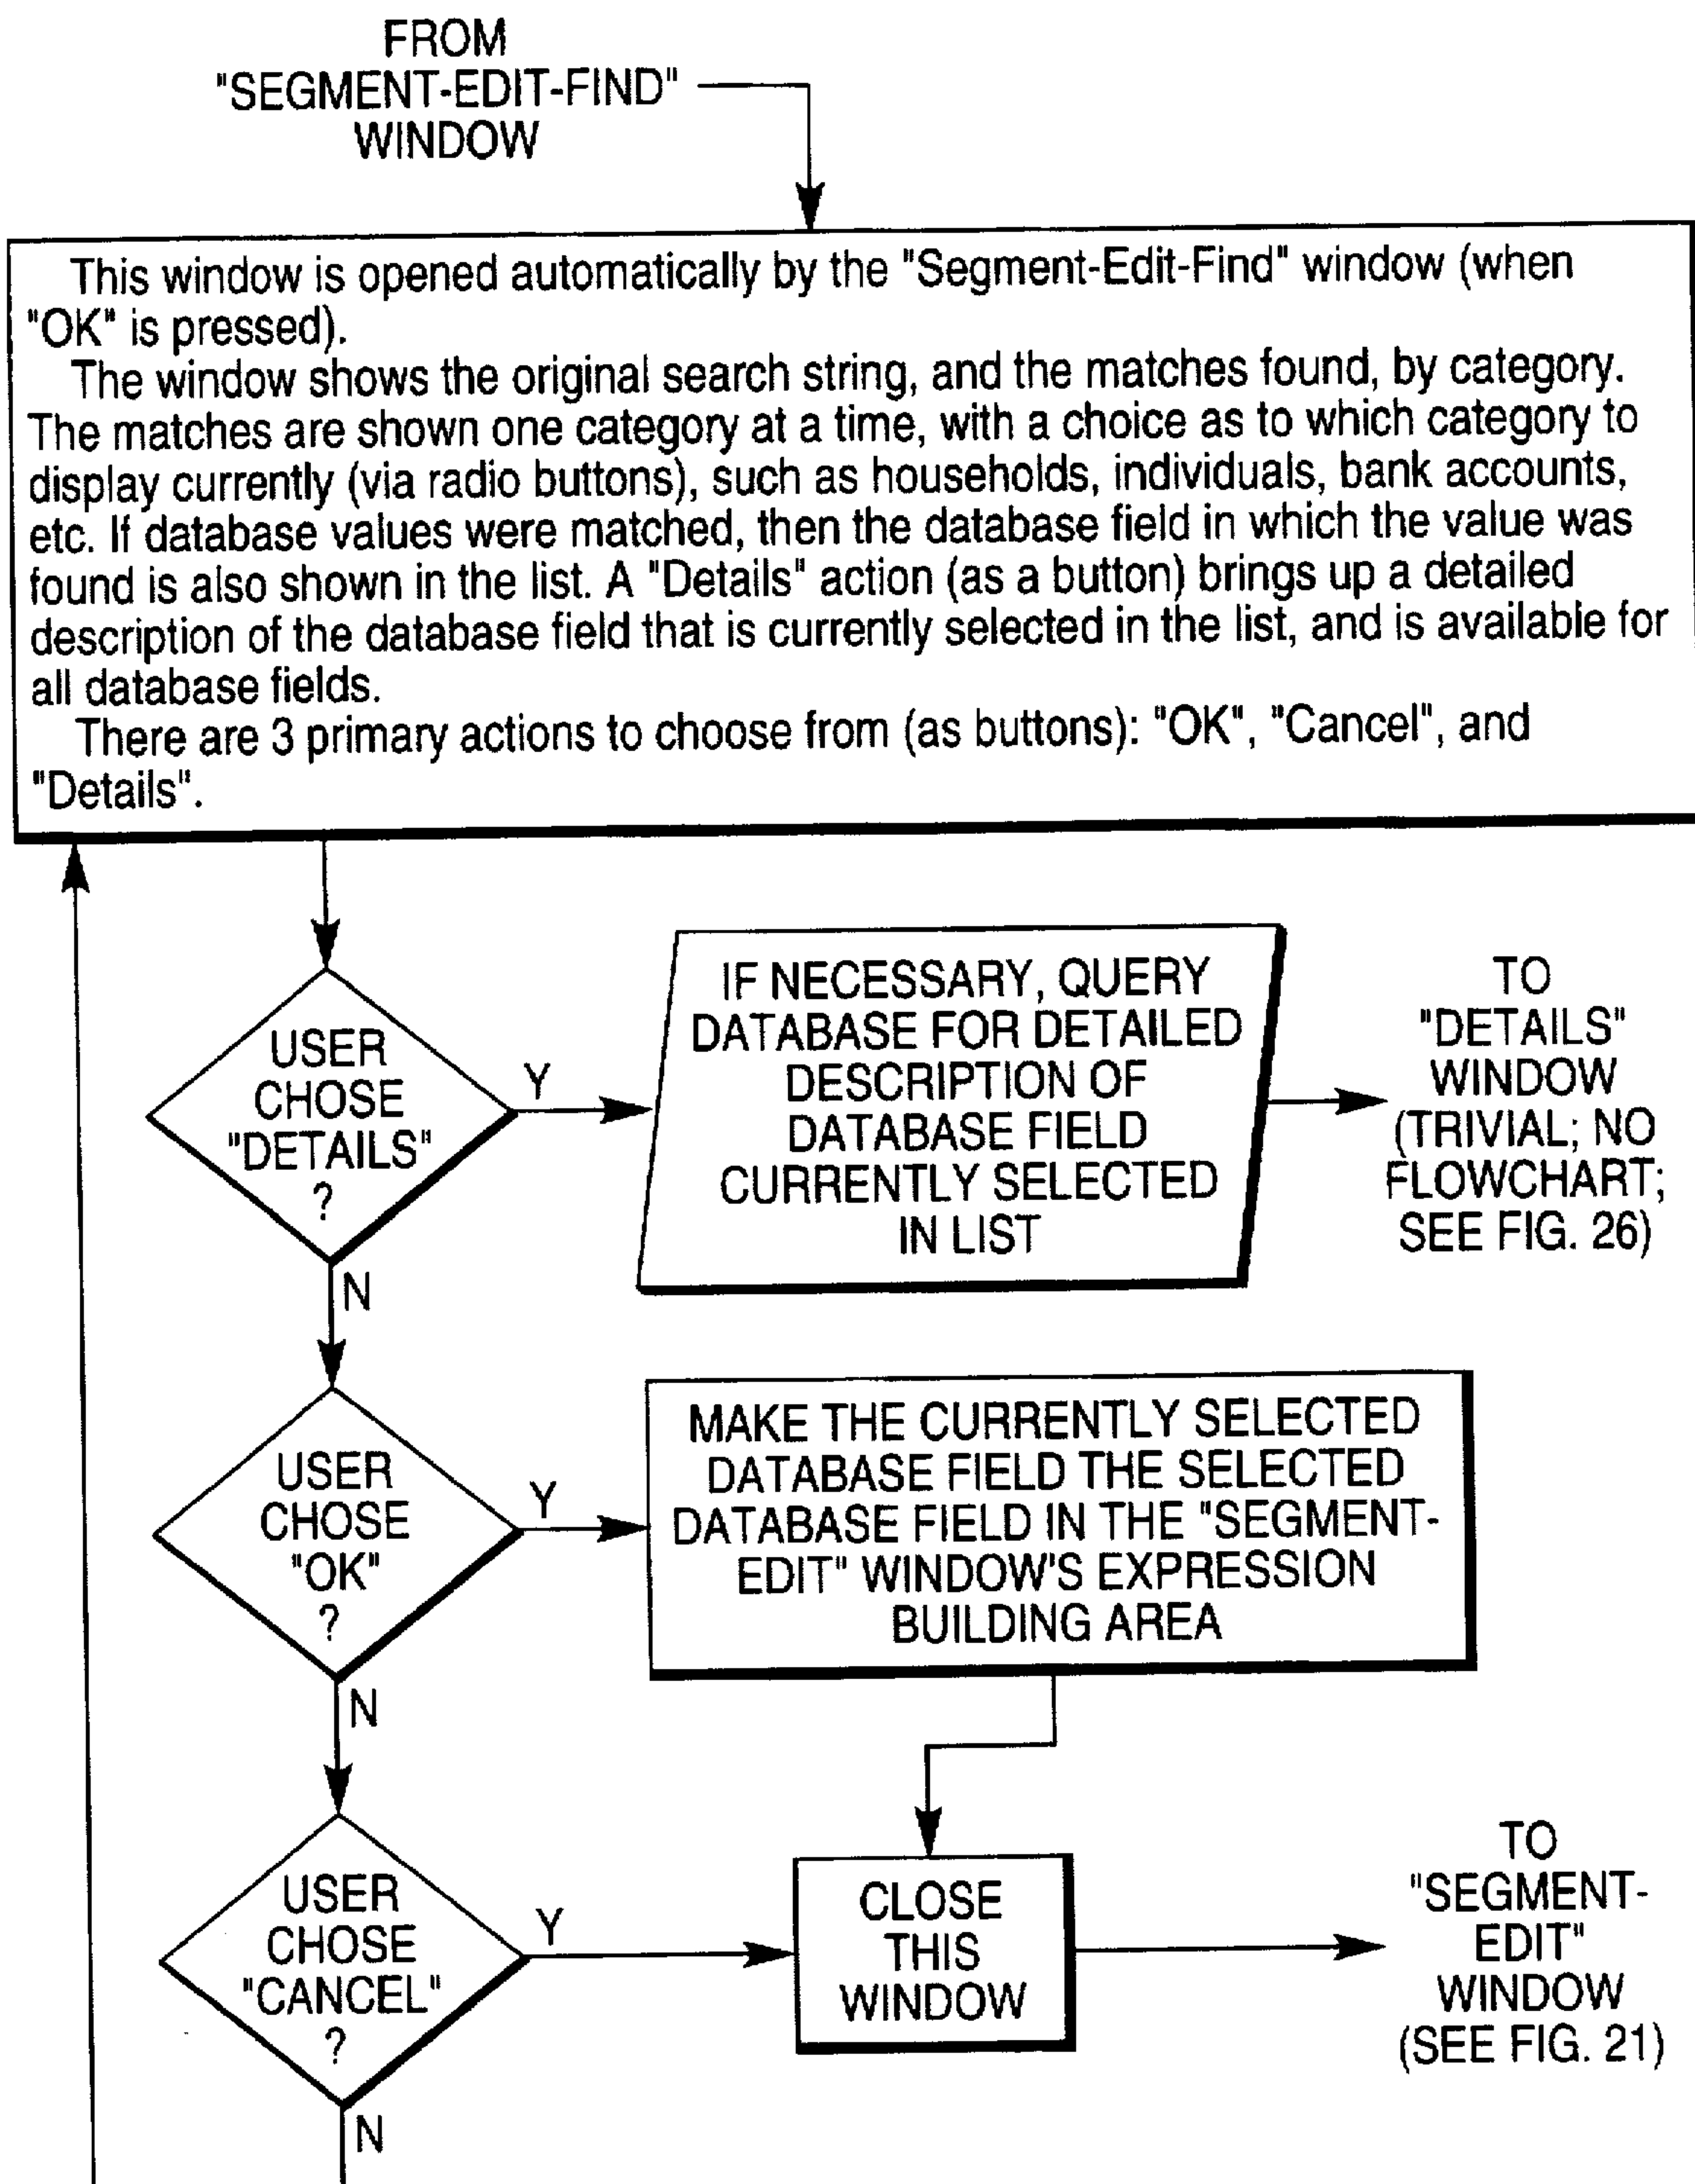 FROM
"SEGMENT-EDIT-FIND"
WINDOW
This window is opened automatically by the "Segment-Edit-Find" window (when
"OK" is pressed).
The window shows the original search string, and the matches found, by category.
The matches are shown one category at a time, with a choice as to which category to
display currently (via radio buttons), such as households, individuals, bank accounts,
etc. If database values were matched, then the database field in which the value was
found is also shown in the list. A "Details" action (as a button) brings up a detailed
description of the database field that is currently selected in the list, and is available for
all database fields.
There are 3 primary actions to choose from (as buttons): "OK", "Cancel", and
"Details".
USER
CHOSE
"DETAILS"
?
Y
IF NECESSARY, QUERY
DATABASE FOR DETAILED
DESCRIPTION OF
DATABASE FIELD
CURRENTLY SELECTED
IN LIST
TO
"DETAILS"
WINDOW
(TRIVIAL; NO
FLOWCHART;
SEE FIG. 26)
N
USER
CHOSE
"OK"
?
Y
MAKE THE CURRENTLY SELECTED
DATABASE FIELD THE SELECTED
DATABASE FIELD IN THE "SEGMENT-
EDIT" WINDOW'S EXPRESSION
BUILDING AREA
N
USER
CHOSE
"CANCEL"
?
Y
CLOSE
THIS
WINDOW
TO
"SEGMENT-
EDIT"
WINDOW
(SEE FIG. 21)
N